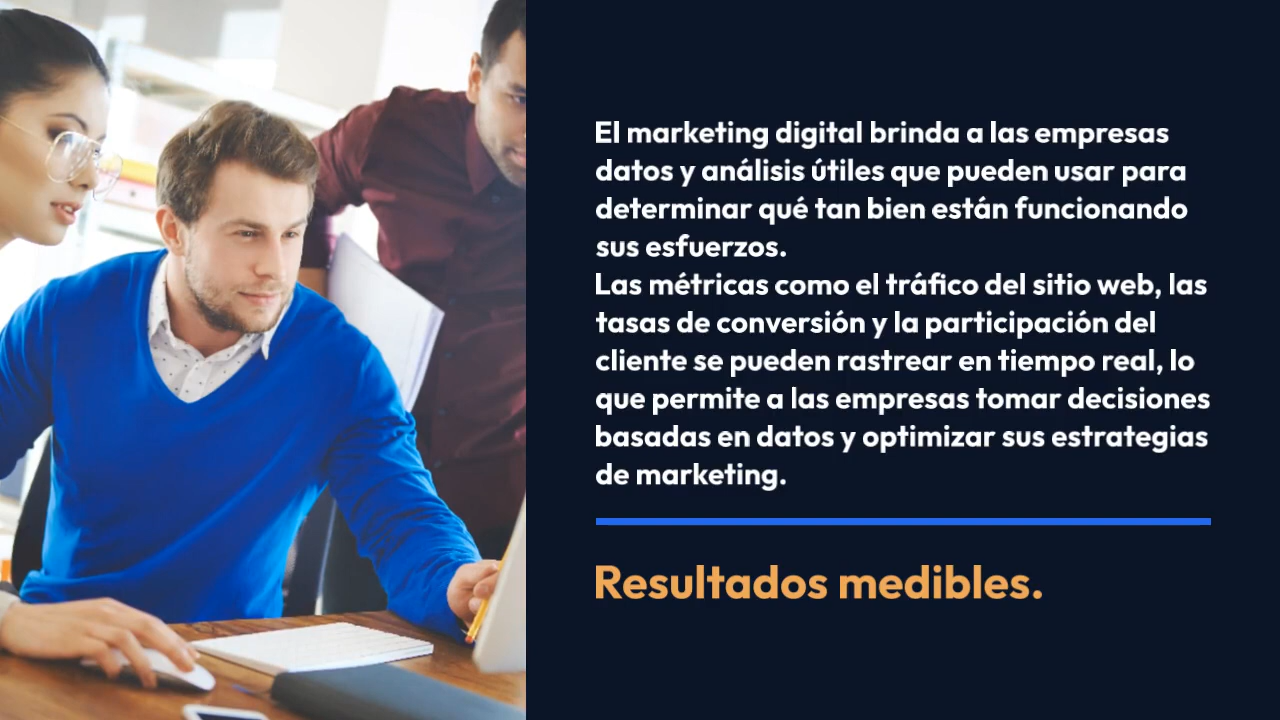 El marketing digital brinda a las empresas
datos y análisis útiles que pueden usar para
determinar qué tan bien están funcionando
sus esfuerzos.
Las métricas como el tráfico del sitio web, las
tasas de conversión y la participación del
cliente se pueden rastrear en tiempo real, lo
que permite a las empresas tomar decisiones
basadas en datos y optimizar sus estrategias
de marketing.
Resultados medibles.